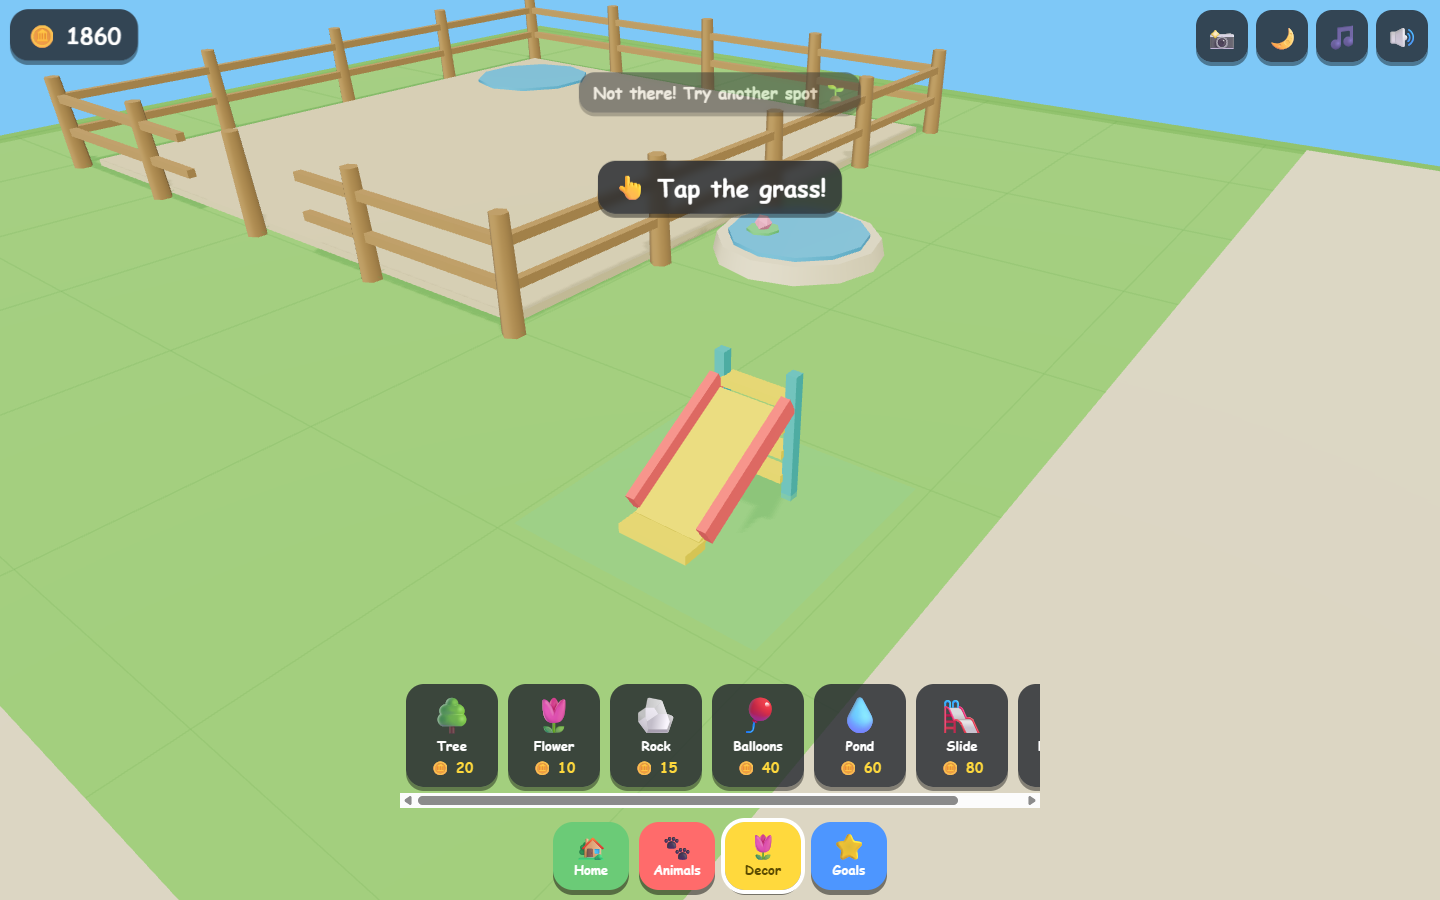 1860
Not there! Try another spot
Tap the grass!
Tree
20
Flower
10
Rock
15
Balloons
40
Pond
60
Slide
80
Home
Animals
Decor
Goals